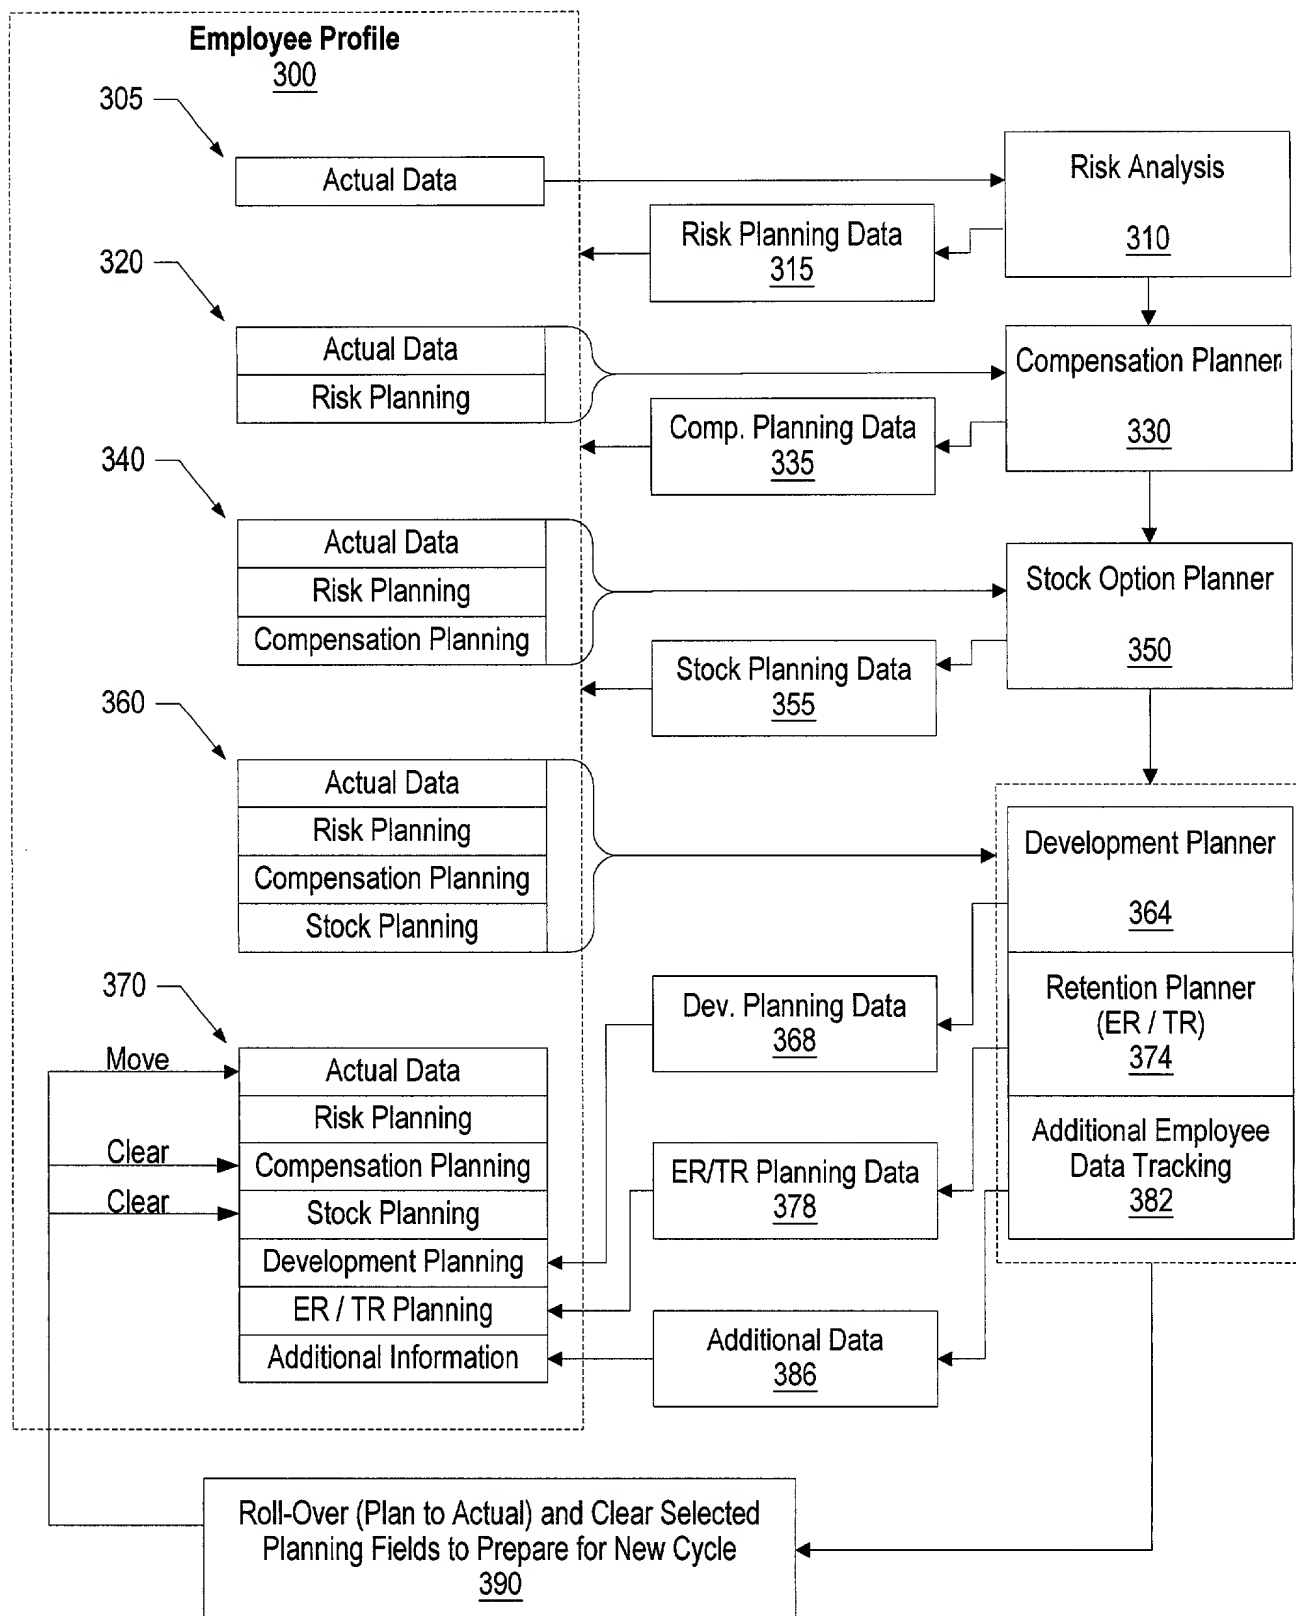 Employee Profile
300
305
Actual Data
Risk Analysis
310
Risk Planning Data
315
320
Actual Data
Risk Planning
Compensation Planner
330
Comp. Planning Data
335
340
Actual Data
Risk Planning
Compensation Planning
Stock Option Planner
350
Stock Planning Data
355
360
Actual Data
Risk Planning
Compensation Planning
Stock Planning
Development Planner
364
Retention Planner
(ER / TR)
374
Additional Employee
Data Tracking
382
Dev. Planning Data
368
370
Move
Clear
Clear
Actual Data
Risk Planning
Compensation Planning
Stock Planning
Development Planning
ER / TR Planning
Additional Information
ER/TR Planning Data
378
Additional Data
386
Roll-Over (Plan to Actual) and Clear Selected
Planning Fields to Prepare for New Cycle
390